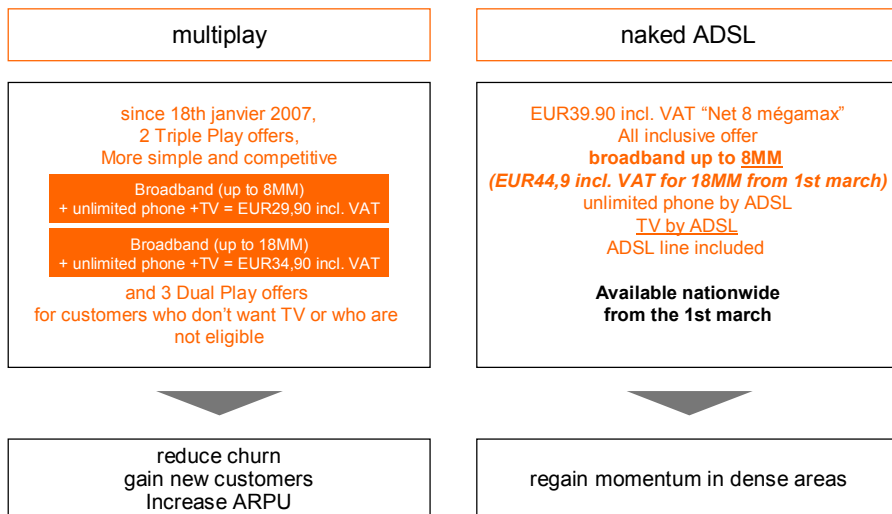 multiplay
since 18th janvier 2007,
2 Triple Play offers,
More simple and competitive
Broadband (up to 8MM)
+ unlimited phone +TV = EUR29,90 incl. VAT
Broadband (up to 18MM)
+ unlimited phone +TV = EUR34,90 incl. VAT
and 3 Dual Play offers
for customers who don't want TV or who are
not eligible
reduce churn
gain new customers
Increase ARPU
naked ADSL
EUR39.90 incl. VAT “Net 8 mégamax”
All inclusive offer
broadband up to 8MM
(EUR44,9 incl. VAT for 18MM from 1st march)
unlimited phone by ADSL
TV by ADSL
ADSL line included
Available nationwide
from the 1st march
regain momentum in dense areas